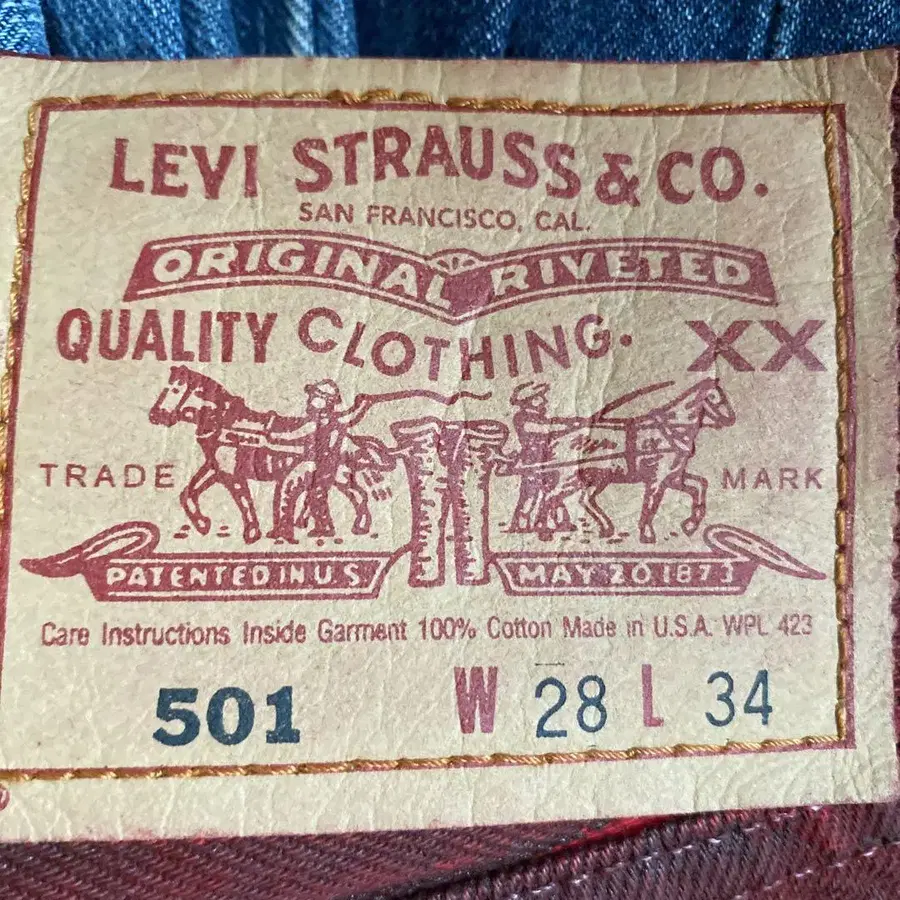 LEVI STRAUSS & CO.
SAN FRANCISCO, CAL.
ORIGINAL RIVETED
QUALITY CLOTHING. XX
TRADE MARK
PATENTED IN U.S. MAY 20 1873
Care Instructions Inside Garment 100% Cotton Made in U.S.A. WPL 423
501 W 28 L 34